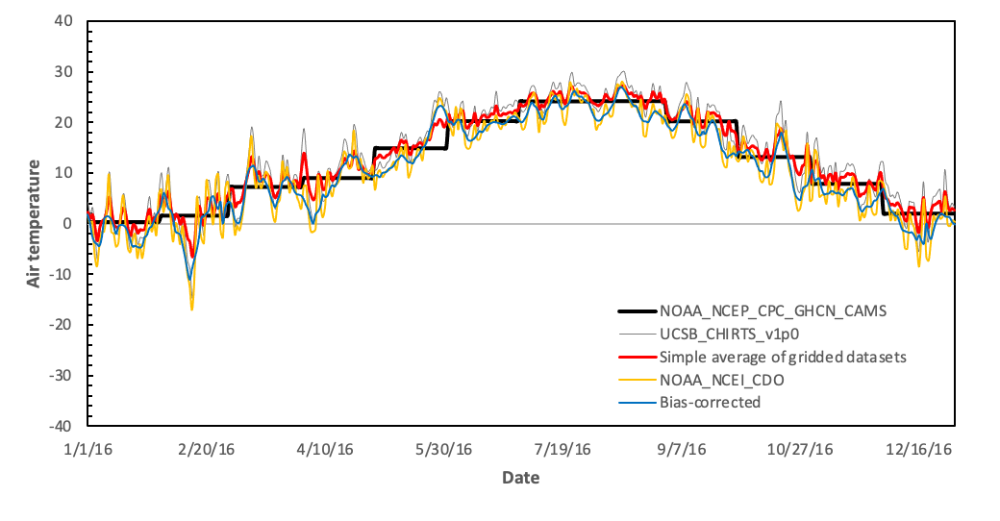 40
30
20
10
0
-10
-20
-30
-40
Air temperature
NOAA_NCEP_CPC_GHCN_CAMS
UCSB_CHIRTS_v1p0
Simple average of gridded datasets
NOAA_NCEI_CDO
Bias-corrected
1/1/16 2/20/16 4/10/16 5/30/16 7/19/16 9/7/16 10/27/16 12/16/16
Date